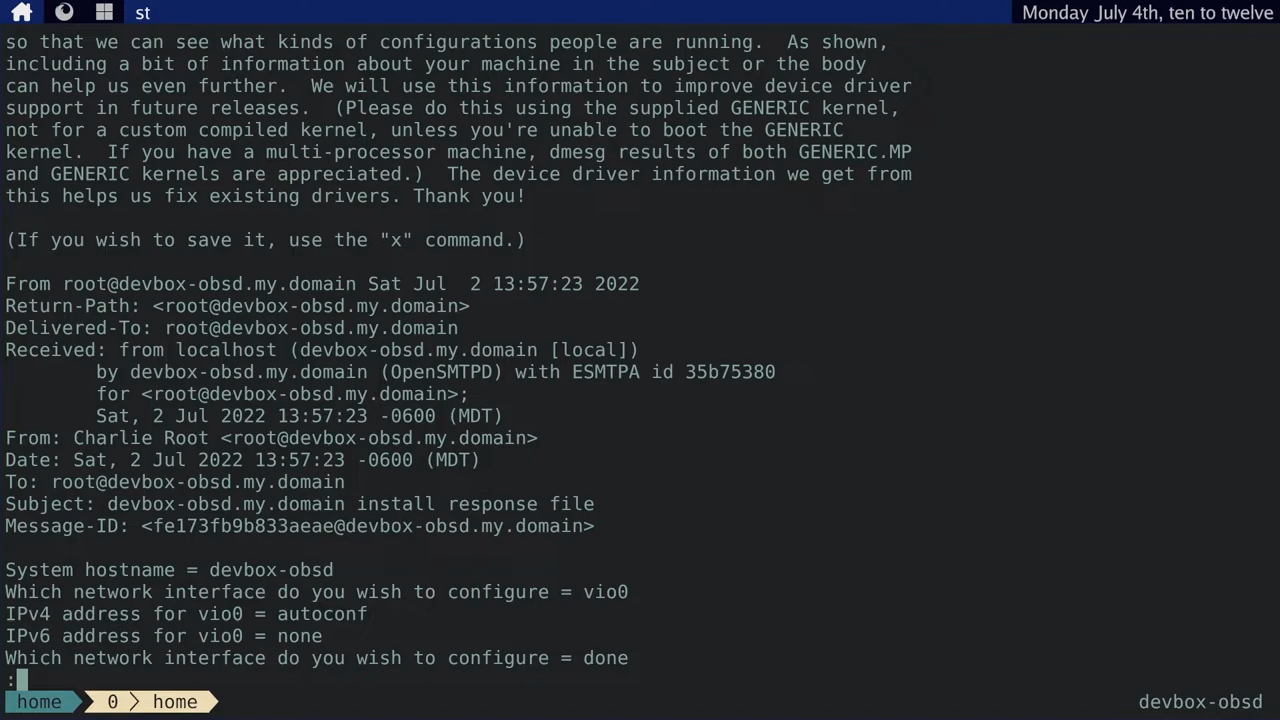 st
Monday July 4th, ten to twelve
so that we can see what kinds of configurations people are running.  As shown,
including a bit of information about your machine in the subject or the body
can help us even further.  We will use this information to improve device driver
support in future releases.  (Please do this using the supplied GENERIC kernel,
not for a custom compiled kernel, unless you're unable to boot the GENERIC
kernel.  If you have a multi-processor machine, dmesg results of both GENERIC.MP
and GENERIC kernels are appreciated.)  The device driver information we get from
this helps us fix existing drivers. Thank you!
(If you wish to save it, use the "x" command.)
From root@devbox-obsd.my.domain Sat Jul  2 13:57:23 2022
Return-Path: <root@devbox-obsd.my.domain>
Delivered-To: root@devbox-obsd.my.domain
Received: from localhost (devbox-obsd.my.domain [local])
        by devbox-obsd.my.domain (OpenSMTPD) with ESMTPA id 35b75380
        for <root@devbox-obsd.my.domain>;
        Sat, 2 Jul 2022 13:57:23 -0600 (MDT)
From: Charlie Root <root@devbox-obsd.my.domain>
Date: Sat, 2 Jul 2022 13:57:23 -0600 (MDT)
To: root@devbox-obsd.my.domain
Subject: devbox-obsd.my.domain install response file
Message-ID: <fe173fb9b833aeae@devbox-obsd.my.domain>
System hostname = devbox-obsd
Which network interface do you wish to configure = vio0
IPv4 address for vio0 = autoconf
IPv6 address for vio0 = none
Which network interface do you wish to configure = done
:
home 0 home
devbox-obsd